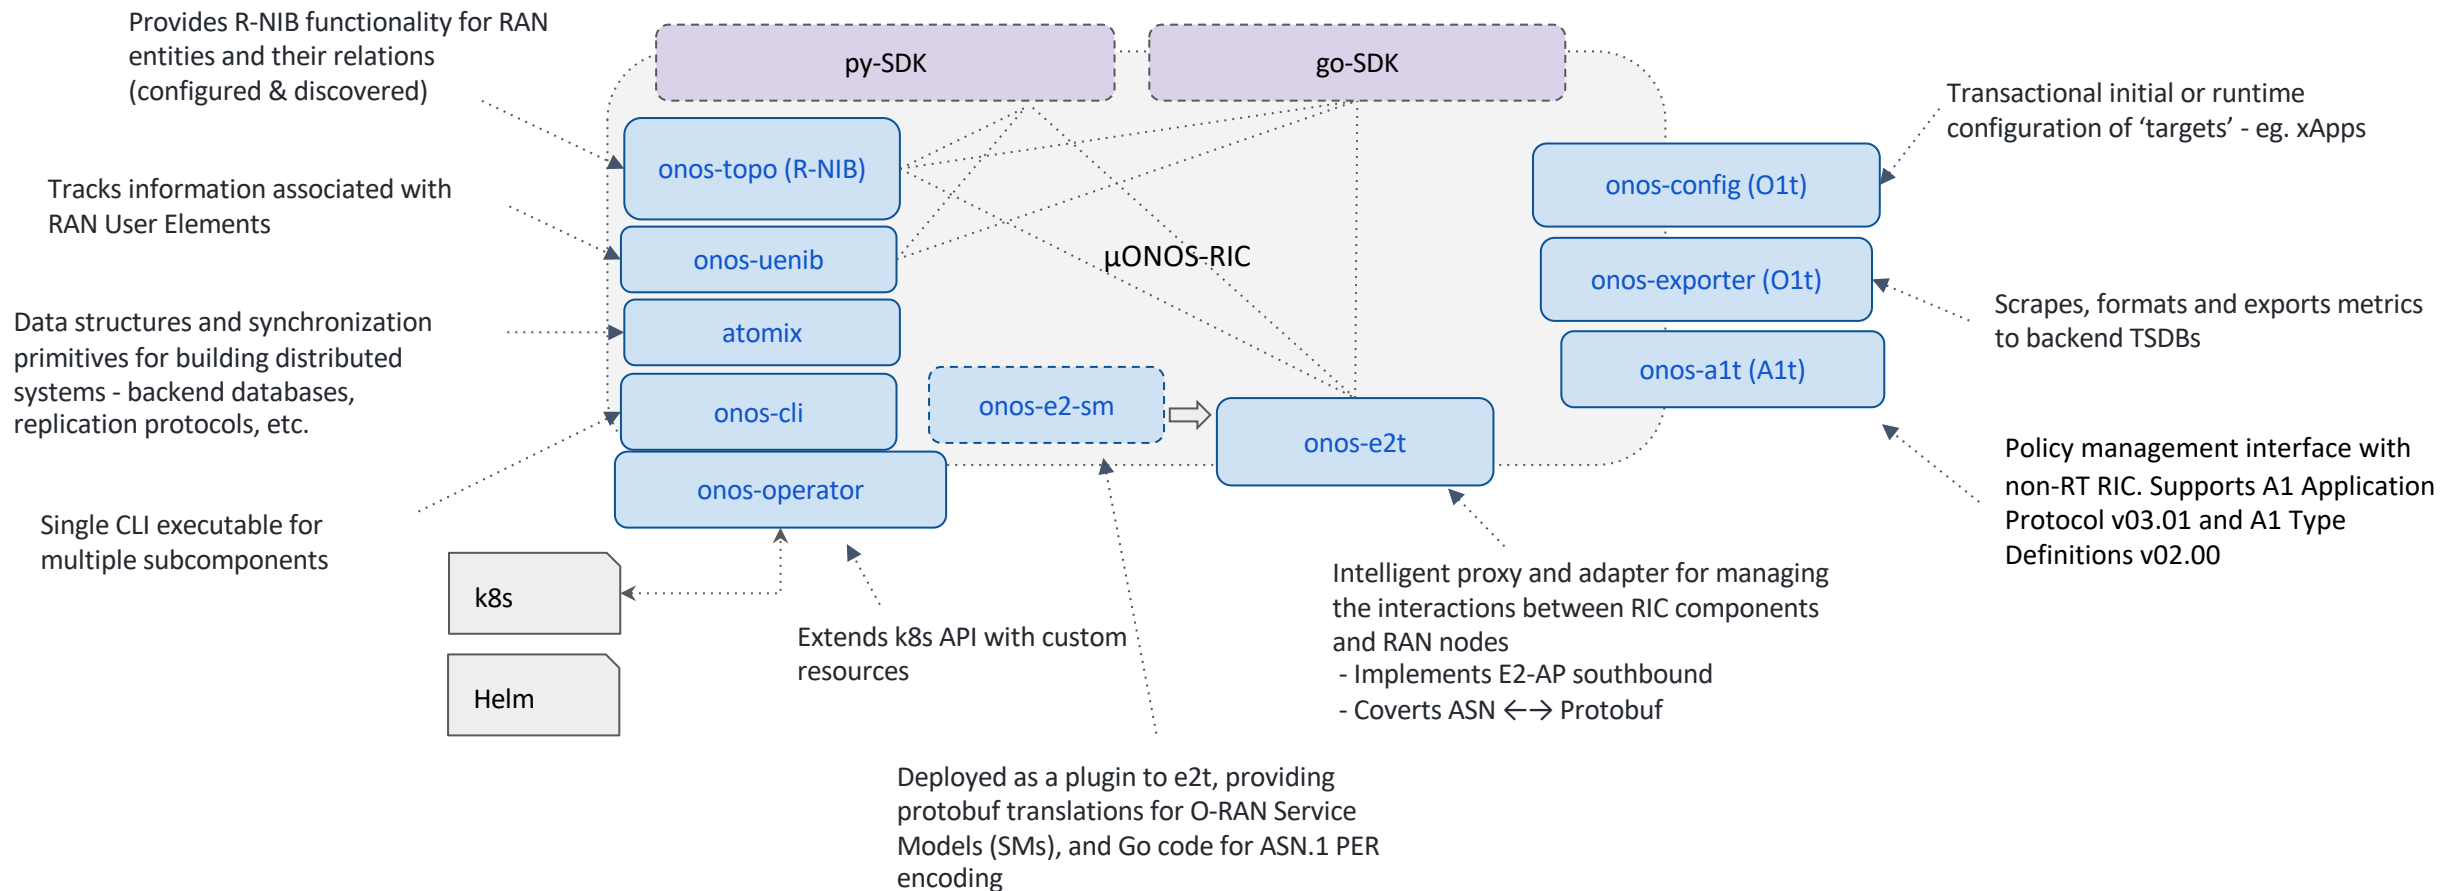 Provides R-NIB functionality for RAN
entities and their relations
(configured & discovered)
py-SDK
go-SDK
Transactional initial or runtime
configuration of ‘targets’ - eg. xApps
onos-topo (R-NIB)
onos-config (O1t)
Tracks information associated with
RAN User Elements
onos-uenib
µONOS-RIC
onos-exporter (O1t)
Scrapes, formats and exports metrics
to backend TSDBs
Data structures and synchronization
primitives for building distributed
systems - backend databases,
replication protocols, etc.
atomix
onos-a1t (A1t)
onos-cli
onos-e2-sm
onos-e2t
Policy management interface with
non-RT RIC. Supports A1 Application
Protocol v03.01 and A1 Type
Definitions v02.00
onos-operator
Single CLI executable for
multiple subcomponents
k8s
Helm
Extends k8s API with custom
resources
Intelligent proxy and adapter for managing
the interactions between RIC components
and RAN nodes
- Implements E2-AP southbound
- Coverts ASN ←→ Protobuf
Deployed as a plugin to e2t, providing
protobuf translations for O-RAN Service
Models (SMs), and Go code for ASN.1 PER
encoding